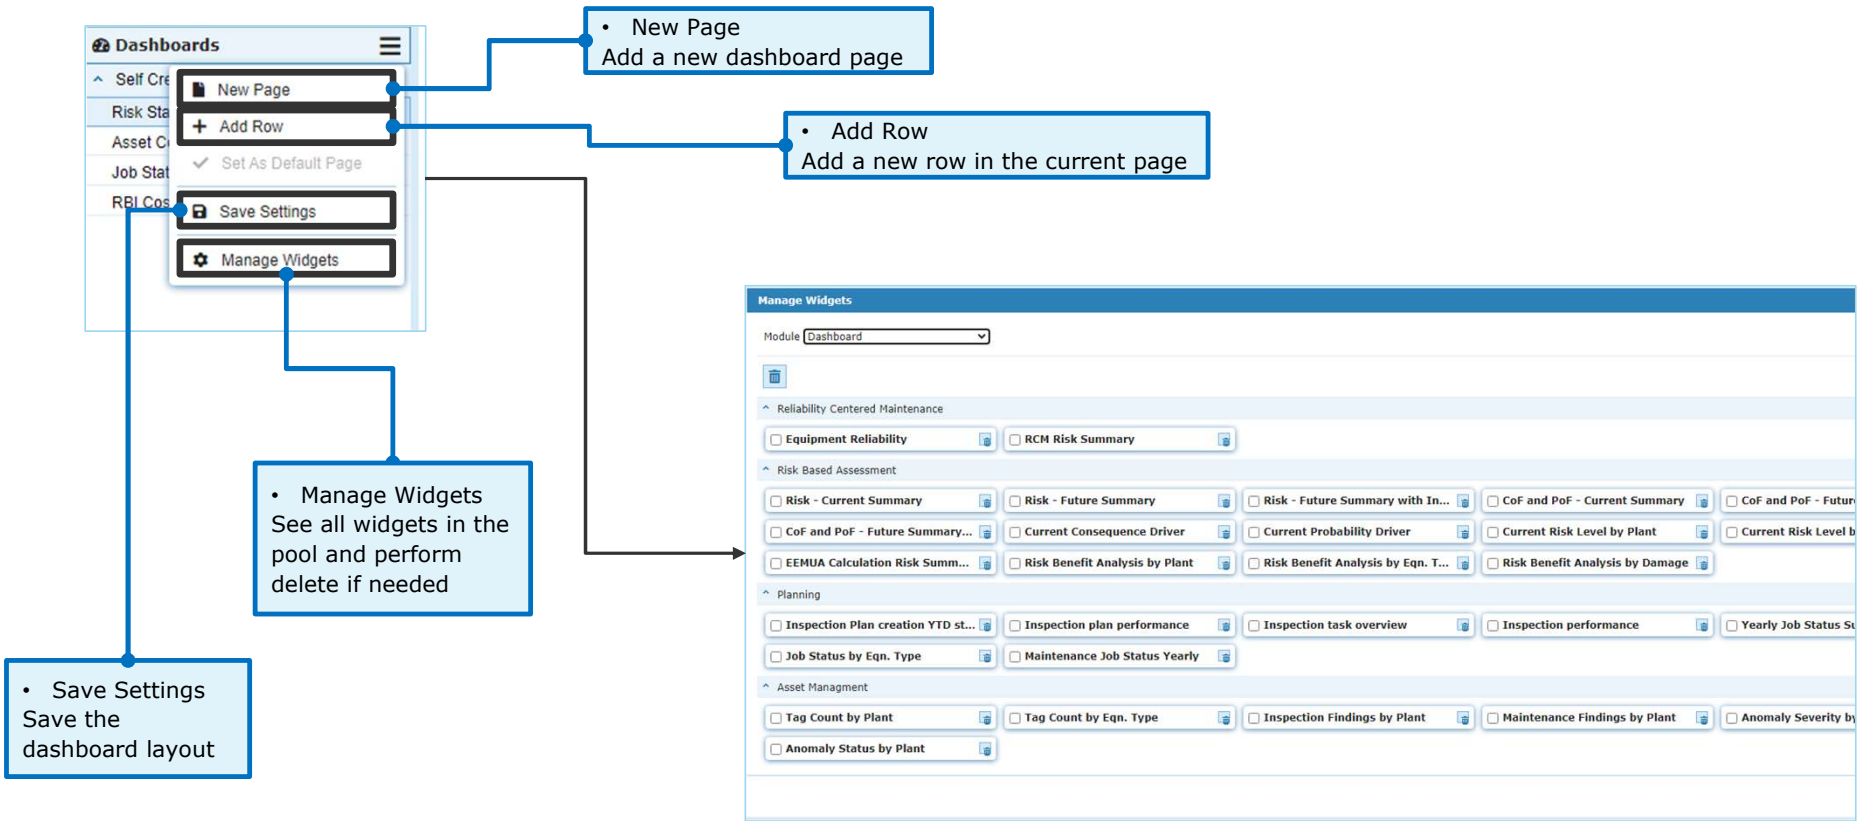 Dashboards
Self Cre
Risk Sta
Asset C
Job Stat
RBI Cos
New Page
Add Row
Set As Default Page
Save Settings
Manage Widgets
• New Page
Add a new dashboard page
• Add Row
Add a new row in the current page
• Manage Widgets
See all widgets in the
pool and perform
delete if needed
• Save Settings
Save the
dashboard layout
Manage Widgets
Module Dashboard
Reliability Centered Maintenance
Equipment Reliability RCM Risk Summary
Risk Based Assessment
Risk - Current Summary Risk - Future Summary Risk - Future Summary with In... CoF and PoF - Current Summary CoF and PoF - Futur
CoF and PoF - Future Summary... Current Consequence Driver Current Probability Driver Current Risk Level by Plant Current Risk Level b
EEMUA Calculation Risk Summ... Risk Benefit Analysis by Plant Risk Benefit Analysis by Eqn. T... Risk Benefit Analysis by Damage
Planning
Inspection Plan creation YTD st... Inspection plan performance Inspection task overview Inspection performance Yearly Job Status Su
Job Status by Eqn. Type Maintenance Job Status Yearly
Asset Managment
Tag Count by Plant Tag Count by Eqn. Type Inspection Findings by Plant Maintenance Findings by Plant Anomaly Severity by
Anomaly Status by Plant